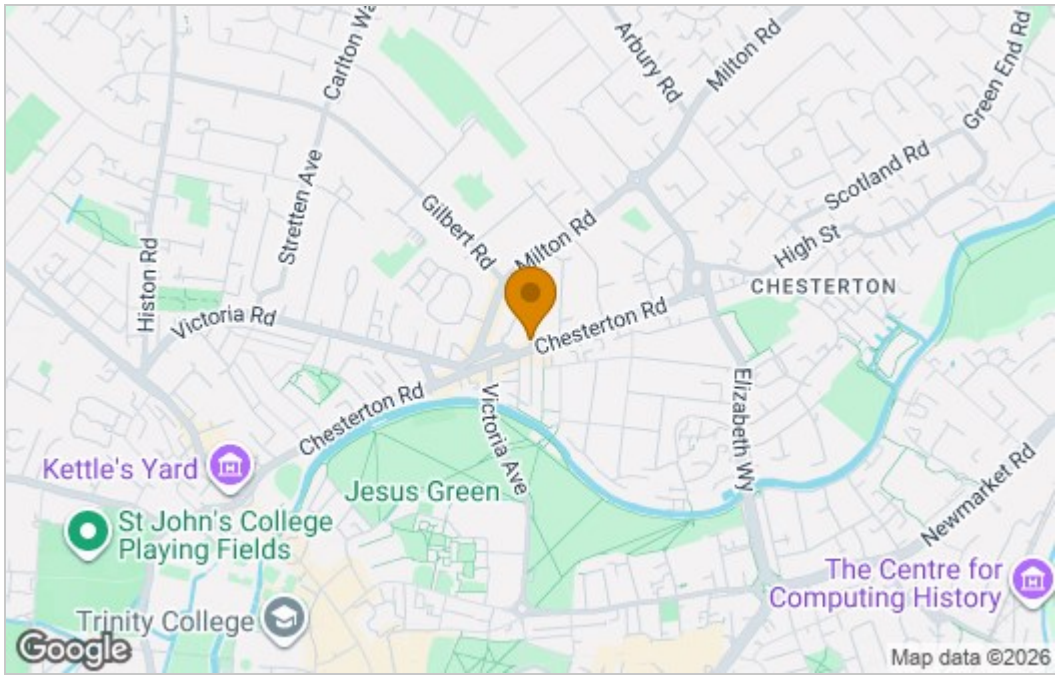 Carlton Wa
Arbury Rd
Milton Rd
Green End Rd
Stretten Ave
Gilbert Rd
Scotland Rd
Milton Rd
High St
Histon Rd
CHESTERTON
Victoria Rd
Chesterton Rd
Chesterton Rd
Victoria Ave
Elizabeth Wy
Kettle's Yard
Jesus Green
Newmarket Rd
St John's College
Playing Fields
The Centre for
Computing History
Trinity College
Google
Map data ©2026